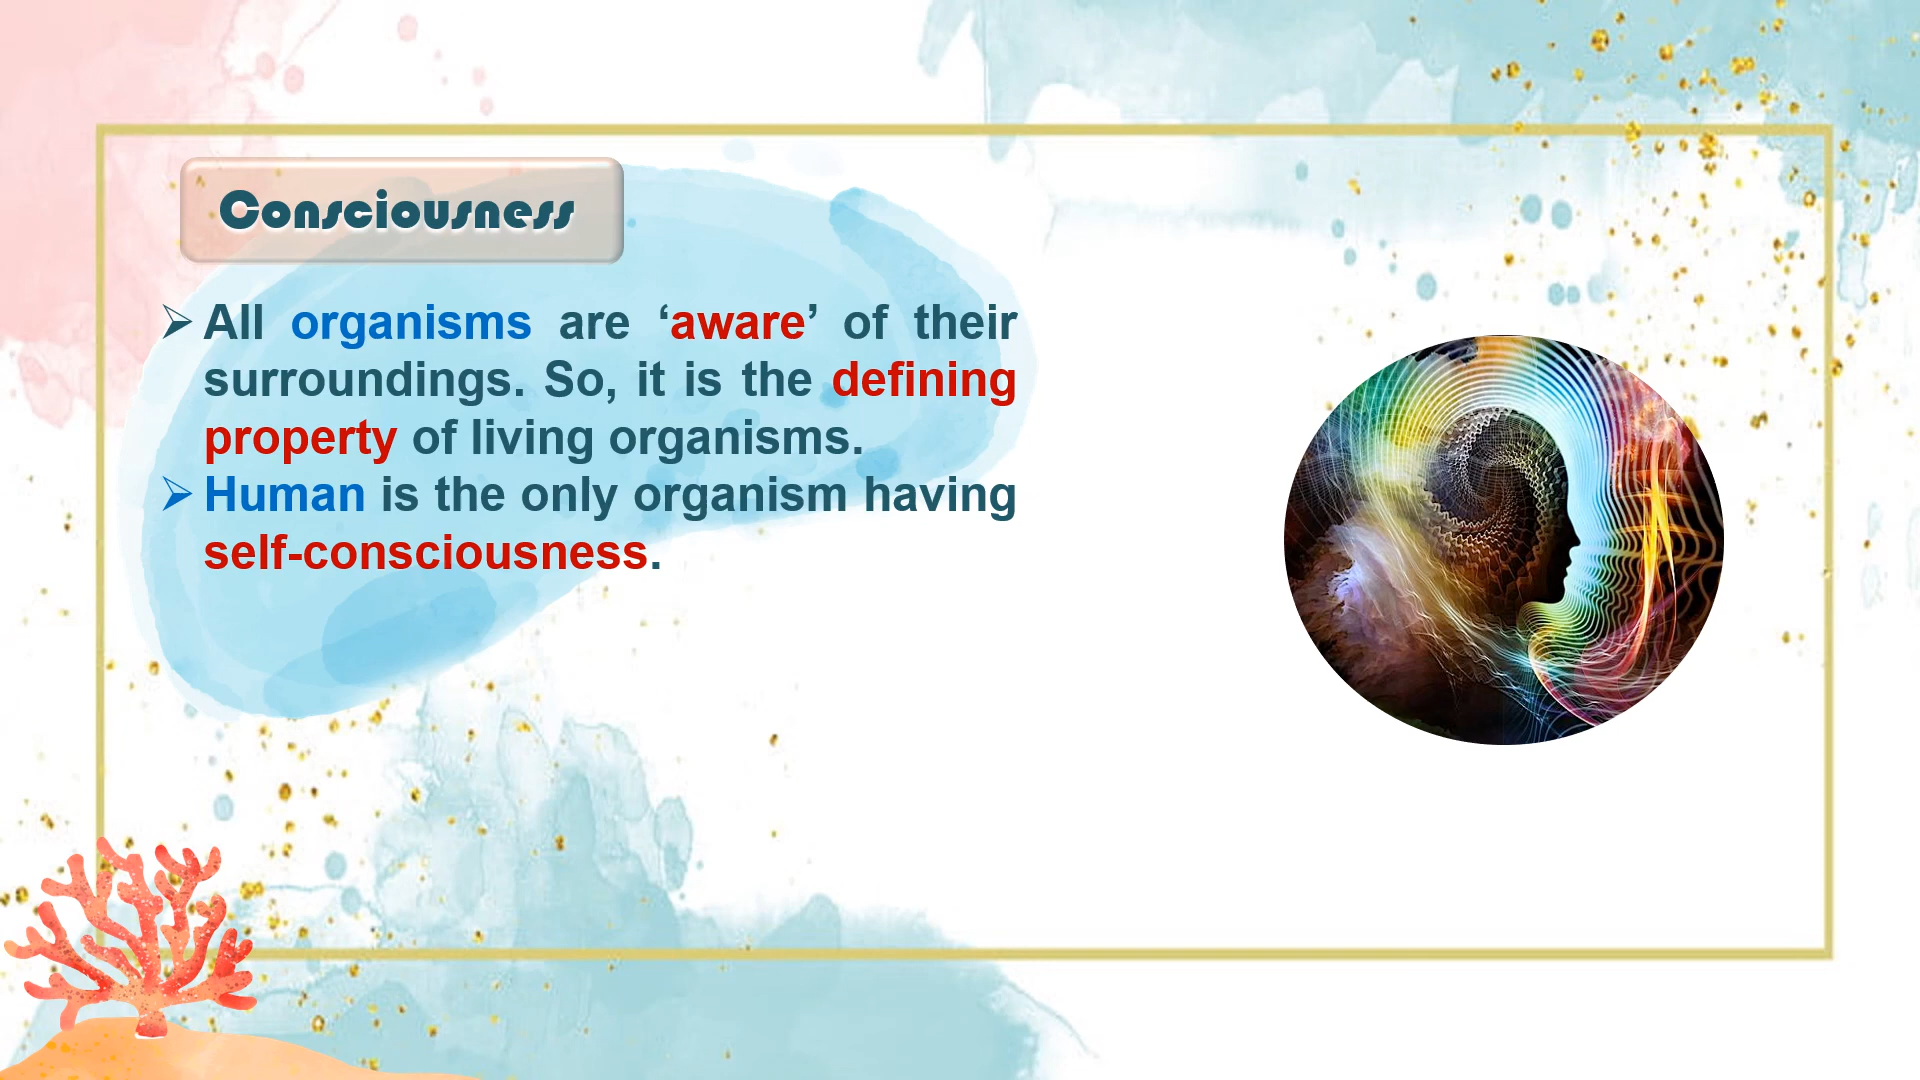 Consciousness
➢ All organisms are ‘aware’ of their
surroundings. So, it is the defining
property of living organisms.
➢ Human is the only organism having
self-consciousness.